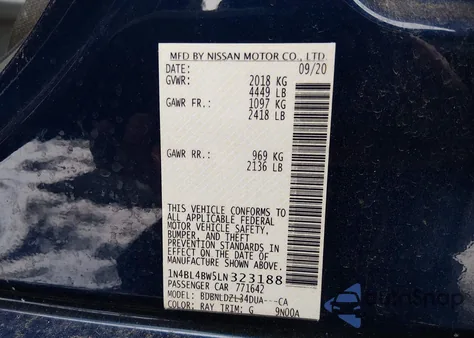 MFD BY NISSAN MOTOR CO., LTD.
DATE: 09/20
GVWR: 2018 KG
4449 LB
GAWR FR.: 1097 KG
2418 LB
GAWR RR.: 969 KG
2136 LB
THIS VEHICLE CONFORMS TO
ALL APPLICABLE FEDERAL
MOTOR VEHICLE SAFETY,
BUMPER, AND THEFT
PREVENTION STANDARDS IN
EFFECT ON THE DATE OF
MANUFACTURE SHOWN ABOVE.
1N4BL4BW5LN323188
PASSENGER CAR 771642
MODEL: BDBNLDZL34DUA---CA
COLOR: RAY TRIM: G 9N00A
autoSnap